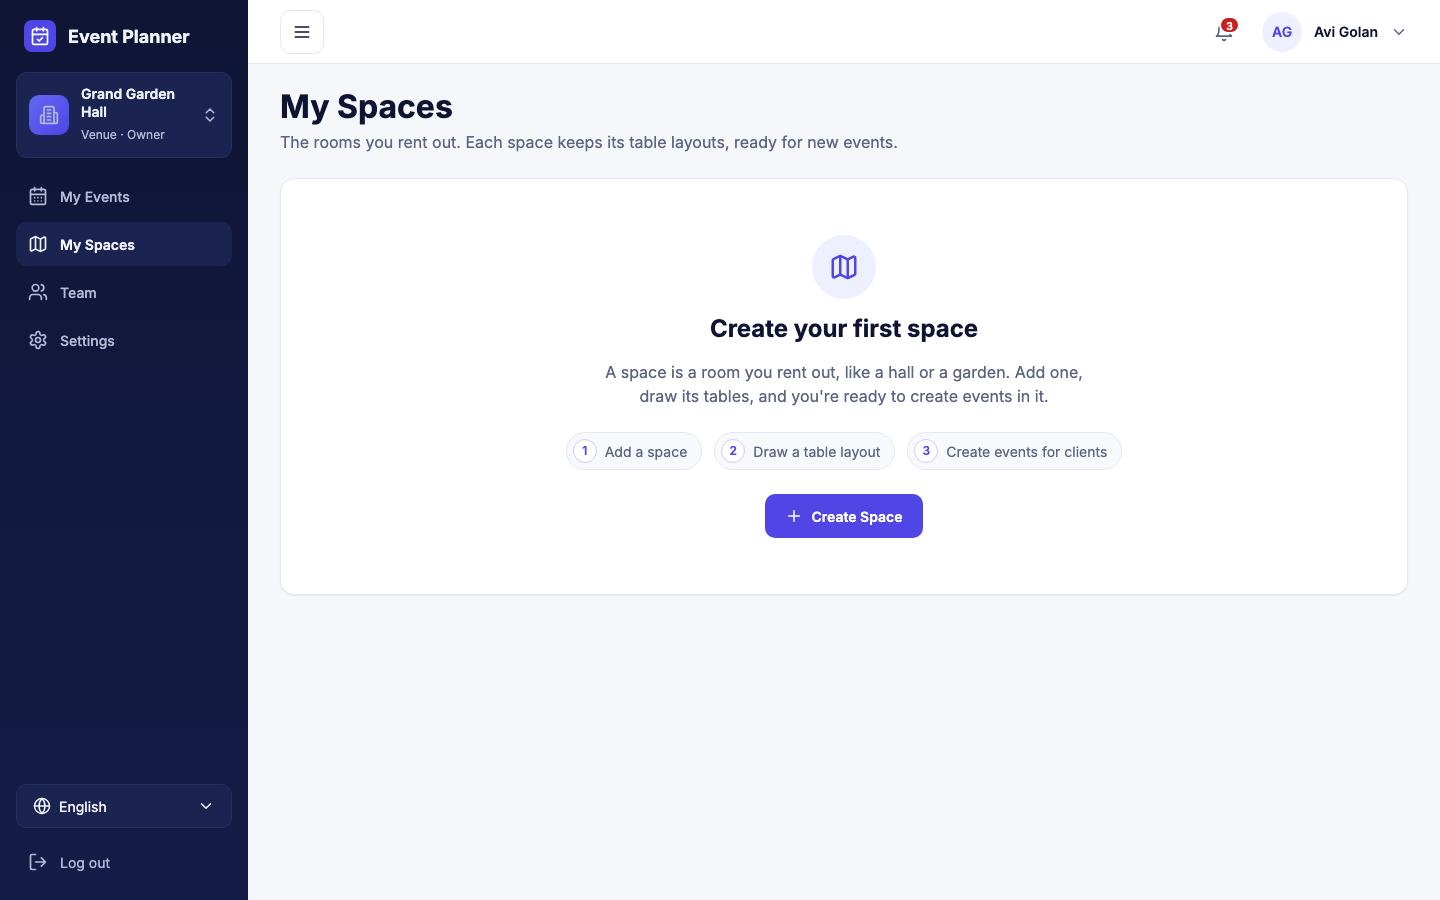 Event Planner
Grand Garden
Hall
Venue · Owner
My Events
My Spaces
Team
Settings
English
Log out
3
AG
Avi Golan
My Spaces
The rooms you rent out. Each space keeps its table layouts, ready for new events.
Create your first space
A space is a room you rent out, like a hall or a garden. Add one,
draw its tables, and you're ready to create events in it.
1 Add a space
2 Draw a table layout
3 Create events for clients
Create Space